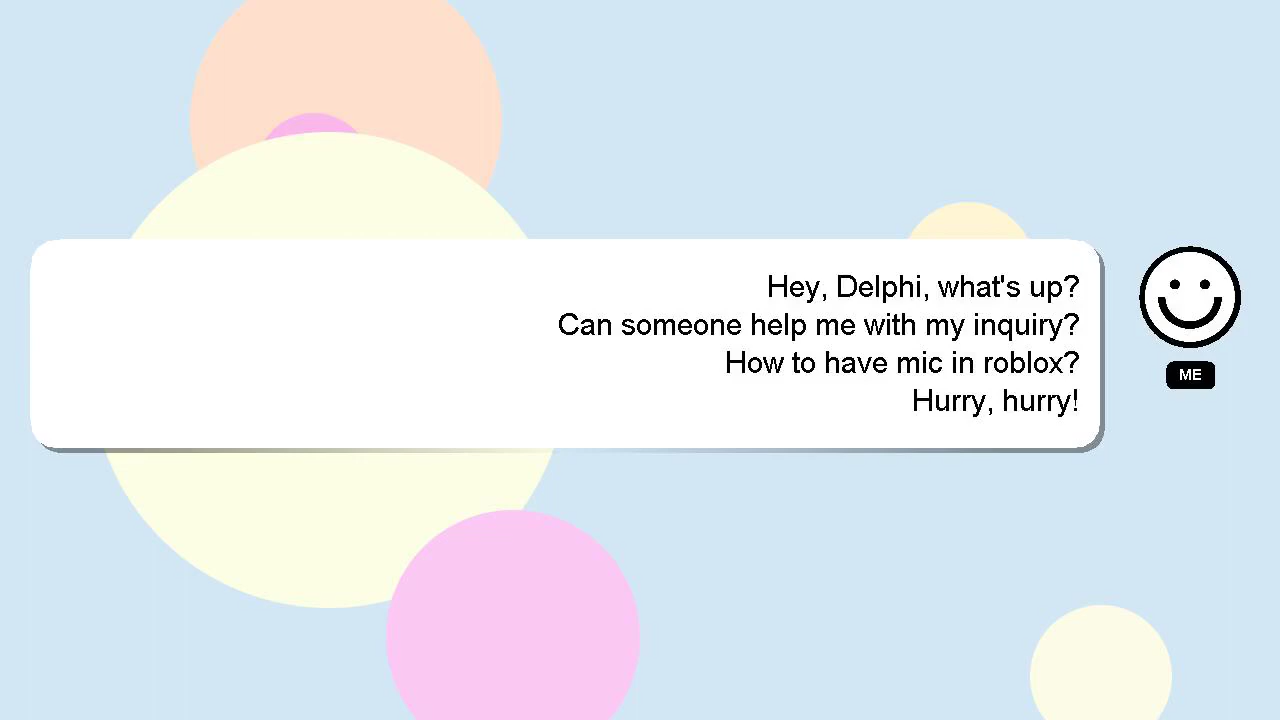 Hey, Delphi, what's up?
Can someone help me with my inquiry?
How to have mic in roblox?
Hurry, hurry!
ME